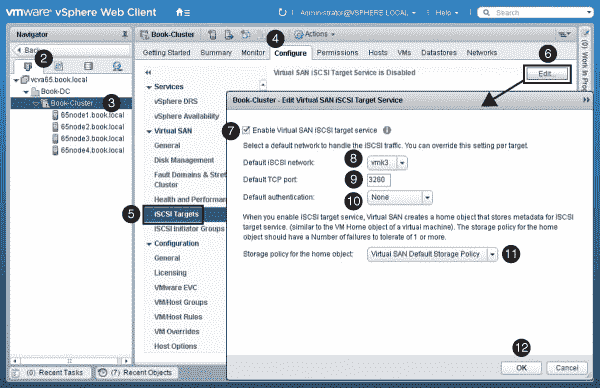 vmware® vSphere Web Client
Administrator@VSPHERE.LOCAL
Help
Search
Navigator
Back
2
vcva65.book.local
Book-DC
Book-Cluster
3
65node1.book.local
65node2.book.local
65node3.book.local
65node4.book.local
Book-Cluster
Actions
4
Getting Started Summary Monitor Configure Permissions Hosts VMs Datastores Networks
Virtual SAN iSCSI Target Service is Disabled
6
Edit...
(0) Work In Prog
Services
vSphere DRS
vSphere Availability
Virtual SAN
General
Disk Management
Fault Domains & Stretc
Cluster
Health and Performanc
5
iSCSI Targets
iSCSI Initiator Groups
Configuration
General
Licensing
VMware EVC
VM/Host Groups
VM/Host Rules
VM Overrides
Host Options
Book-Cluster - Edit Virtual SAN iSCSI Target Service
7
Enable Virtual SAN iSCSI target service
Select a default network to handle the iSCSI traffic. You can override this setting per target.
Default iSCSI network: 8 vmk3
Default TCP port: 9 3260
Default authentication: 10 None
When you enable iSCSI target service, Virtual SAN creates a home object that stores metadata for iSCSI
target service. (similar to the VM Home object of a virtual machine). The storage policy for the home
object should have a Number of failures to tolerate of 1 or more.
Storage policy for the home object: Virtual SAN Default Storage Policy 11
12
OK Cancel
(0) Recent Tasks (7) Recent Objects